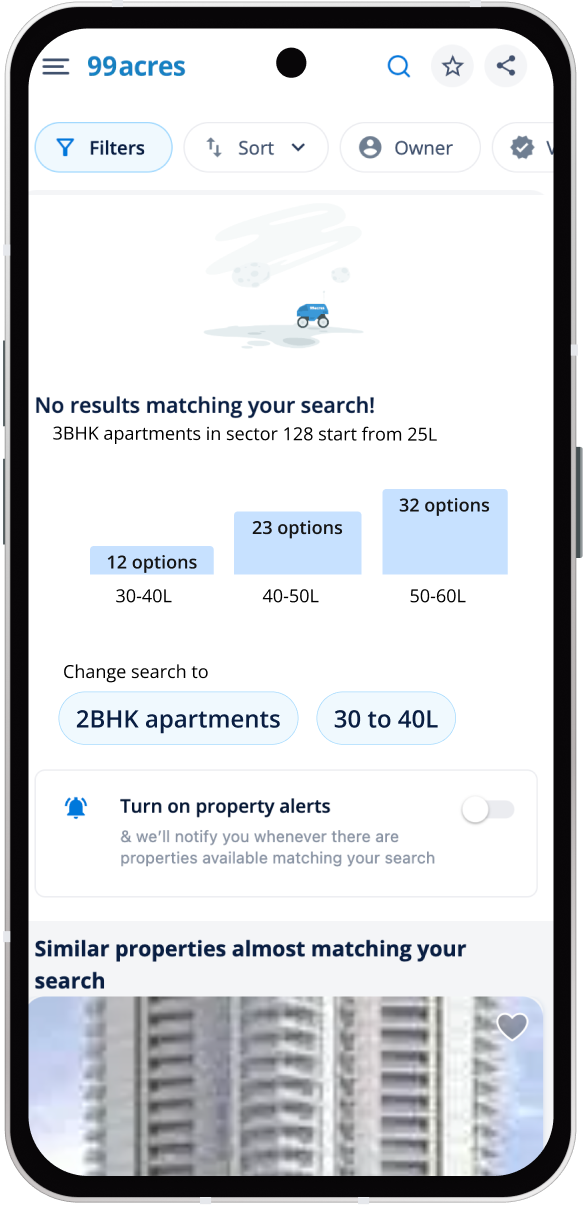 99acres
Filters
Sort
Owner
No results matching your search!
3BHK apartments in sector 128 start from 25L
12 options
23 options
32 options
30-40L
40-50L
50-60L
Change search to
2BHK apartments
30 to 40L
Turn on property alerts
& we'll notify you whenever there are
properties available matching your search
Similar properties almost matching your
search